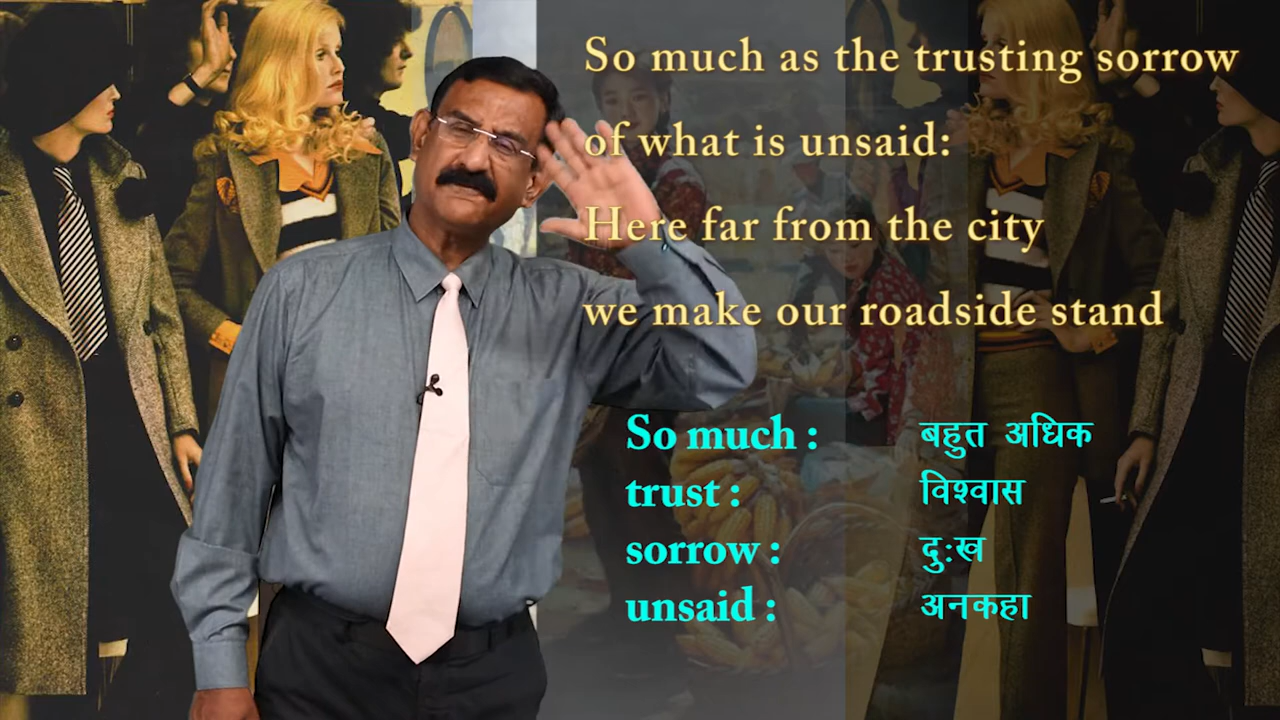 So much as the trusting sorrow
of what is unsaid:
Here far from the city
we make our roadside stand
So much : बहुत अधिक
trust : विश्वास
sorrow : दुःख
unsaid : अनकहा